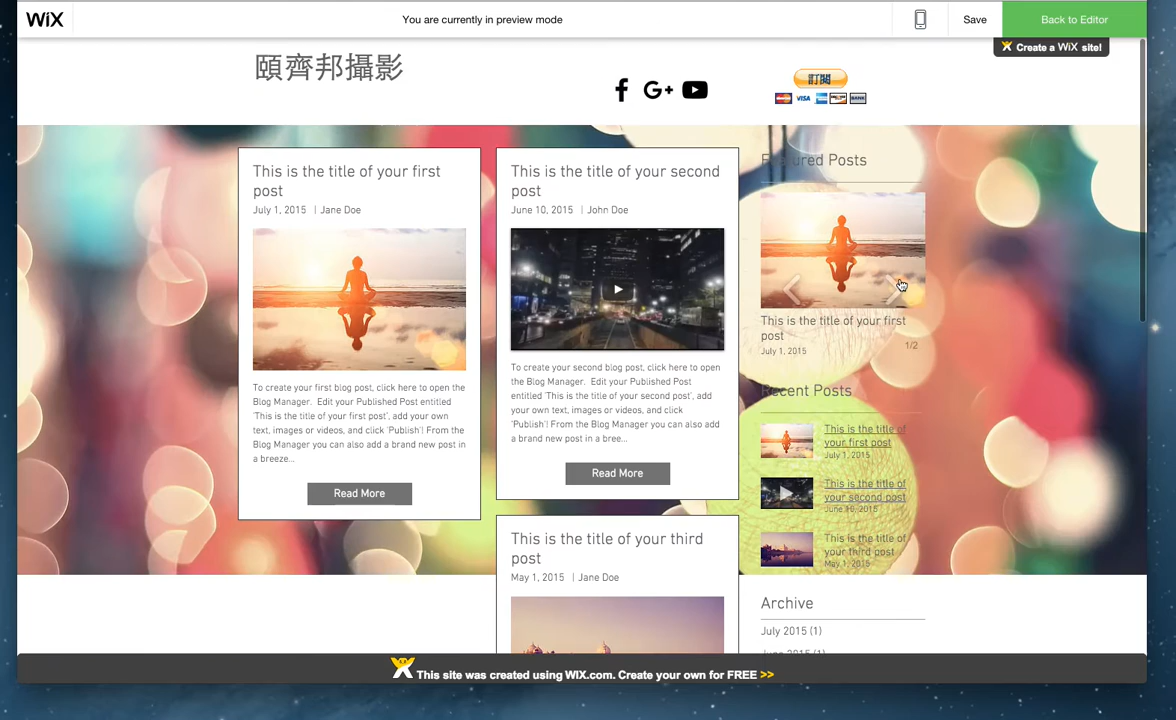 WiX
You are currently in preview mode
Save
Back to Editor
Create a WiX site!
頤齊邦攝影
G+
訂閱
VISA
BANK
This is the title of your first
post
July 1, 2015 | Jane Doe
To create your first blog post, click here to open the
Blog Manager. Edit your Published Post entitled
'This is the title of your first post', add your own
text, images or videos, and click 'Publish'! From the
Blog Manager you can also add a brand new post in
a breeze...
Read More
This is the title of your second
post
June 10, 2015 | John Doe
To create your second blog post, click here to open
the Blog Manager. Edit your Published Post
entitled 'This is the title of your second post', add
your own text, images or videos, and click
'Publish'! From the Blog Manager you can also add
a brand new post in a bree...
Read More
This is the title of your third
post
May 1, 2015 | Jane Doe
Featured Posts
This is the title of your first
post
July 1, 2015
1/2
Recent Posts
This is the title of
your first post
July 1, 2015
This is the title of
your second post
June 10, 2015
This is the title of
your third post
May 1, 2015
Archive
July 2015 (1)
June 2015 (1)
This site was created using WIX.com. Create your own for FREE >>